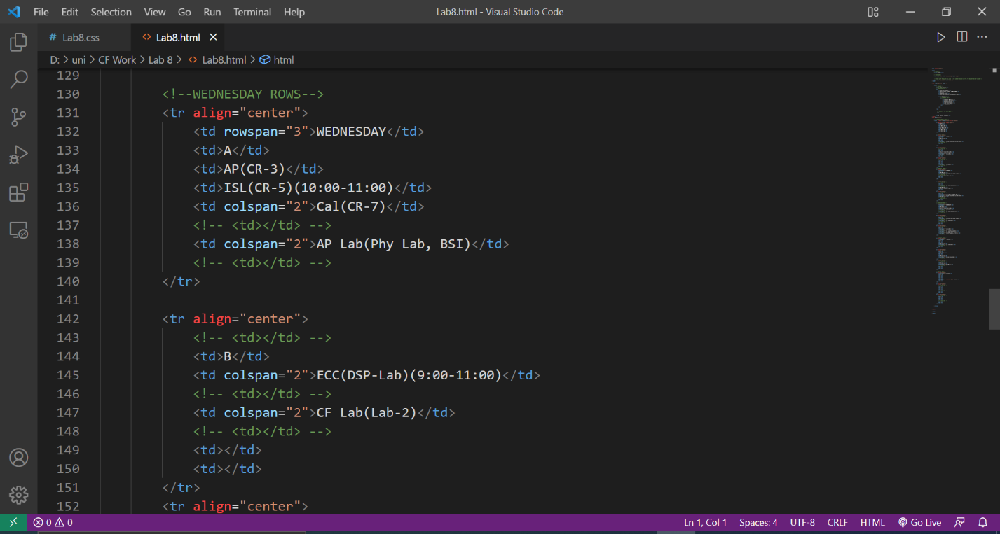 File Edit Selection View Go Run Terminal Help Lab8.html - Visual Studio Code
# Lab8.css <> Lab8.html ×
D: > uni > CF Work > Lab 8 > <> Lab8.html > html
129
130 <!--WEDNESDAY ROWS-->
131 <tr align="center">
132 <td rowspan="3">WEDNESDAY</td>
133 <td>A</td>
134 <td>AP(CR-3)</td>
135 <td>ISL(CR-5)(10:00-11:00)</td>
136 <td colspan="2">Cal(CR-7)</td>
137 <!-- <td></td> -->
138 <td colspan="2">AP Lab(Phy Lab, BSI)</td>
139 <!-- <td></td> -->
140 </tr>
141
142 <tr align="center">
143 <!-- <td></td> -->
144 <td>B</td>
145 <td colspan="2">ECC(DSP-Lab)(9:00-11:00)</td>
146 <!-- <td></td> -->
147 <td colspan="2">CF Lab(Lab-2)</td>
148 <!-- <td></td> -->
149 <td></td>
150 <td></td>
151 </tr>
152 <tr align="center">
0 0 Ln 1, Col 1 Spaces: 4 UTF-8 CRLF HTML Go Live